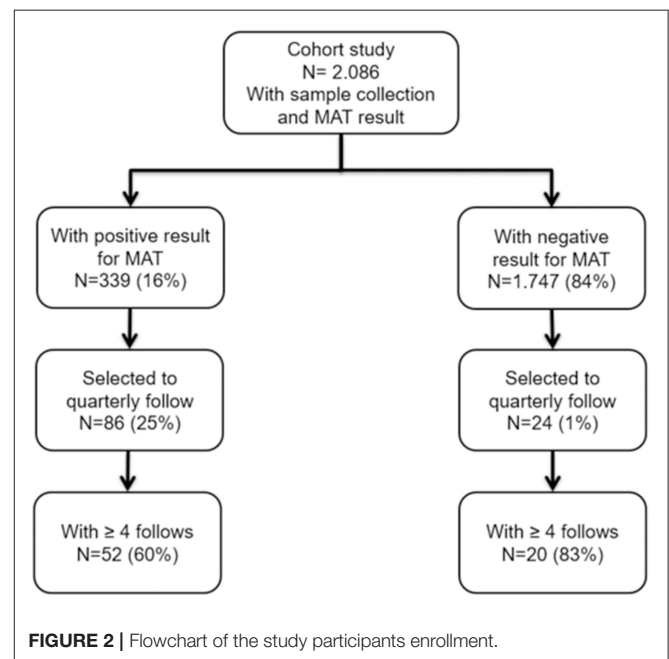 Cohort study
N= 2.086
With sample collection
and MAT result
With positive result
for MAT
N=339 (16%)
With negative
result for MAT
N=1.747 (84%)
Selected to
quarterly follow
N=86 (25%)
Selected to
quarterly follow
N=24 (1%)
With ≥ 4 follows
N=52 (60%)
With ≥ 4 follows
N=20 (83%)
FIGURE 2 | Flowchart of the study participants enrollment.